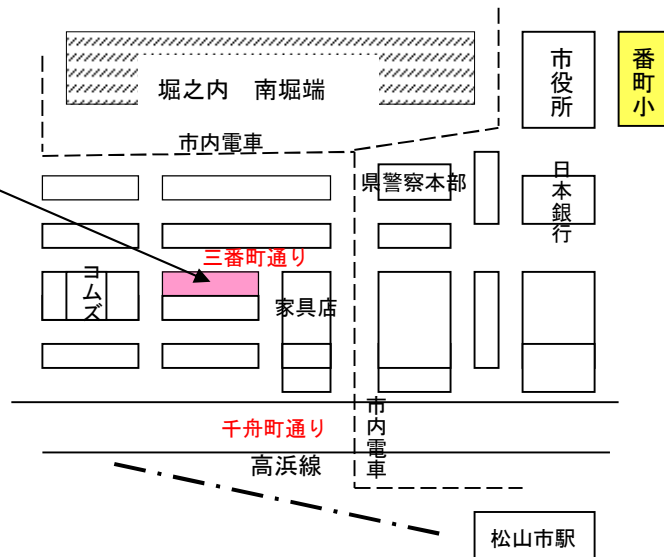 市役所
番町小
堀之内　南堀端
市内電車
県警察本部
日本銀行
三番町通り
コムズ
家具店
市内電車
千舟町通り
高浜線
松山市駅